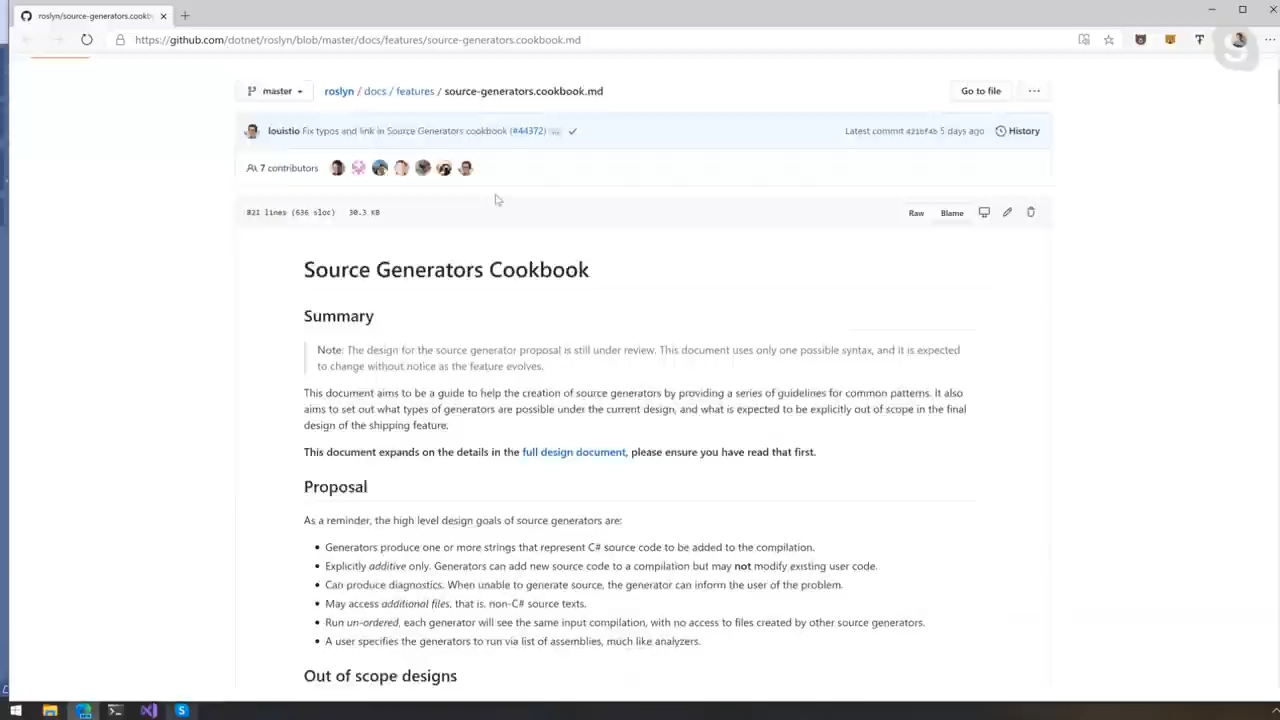 roslyn/source-generators.cookb
https://github.com/dotnet/roslyn/blob/master/docs/features/source-generators.cookbook.md
master
roslyn / docs / features / source-generators.cookbook.md
Go to file
louistio Fix typos and link in Source Generators cookbook (#44372) ...
Latest commit 4218f4b 5 days ago
History
7 contributors
821 lines (636 sloc) 30.3 KB
Raw
Blame
Source Generators Cookbook
Summary
Note: The design for the source generator proposal is still under review. This document uses only one possible syntax, and it is expected
to change without notice as the feature evolves.
This document aims to be a guide to help the creation of source generators by providing a series of guidelines for common patterns. It also
aims to set out what types of generators are possible under the current design, and what is expected to be explicitly out of scope in the final
design of the shipping feature.
This document expands on the details in the full design document, please ensure you have read that first.
Proposal
As a reminder, the high level design goals of source generators are:
• Generators produce one or more strings that represent C# source code to be added to the compilation.
• Explicitly additive only. Generators can add new source code to a compilation but may not modify existing user code.
• Can produce diagnostics. When unable to generate source, the generator can inform the user of the problem.
• May access additional files, that is, non-C# source texts.
• Run un-ordered, each generator will see the same input compilation, with no access to files created by other source generators.
• A user specifies the generators to run via list of assemblies, much like analyzers.
Out of scope designs